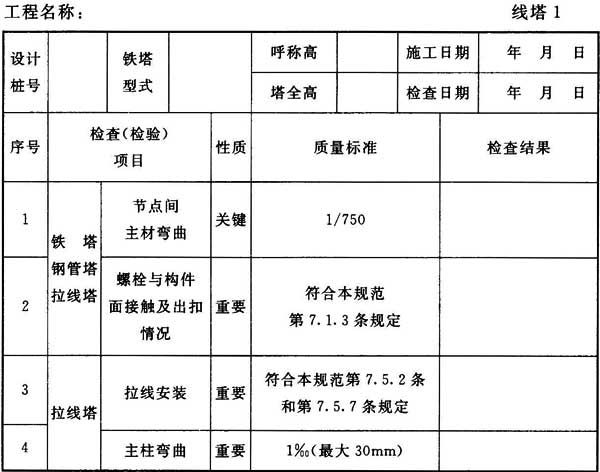 工程名称： 线塔1
设计 铁塔 呼称高 施工日期 年 月 日
桩号 型式 塔全高 检查日期 年 月 日
序号 检查(检验) 性质 质量标准 检查结果
项目
1 节点间 关键 1/750
主材弯曲
铁 塔
钢管塔
拉线塔
2 螺栓与构件 重要 符合本规范
面接触及出扣 第7.1.3条规定
情况
3 拉线安装 重要 符合本规范第7.5.2条
和第7.5.7条规定
拉线塔
4 主柱弯曲 重要 1‰(最大30mm)